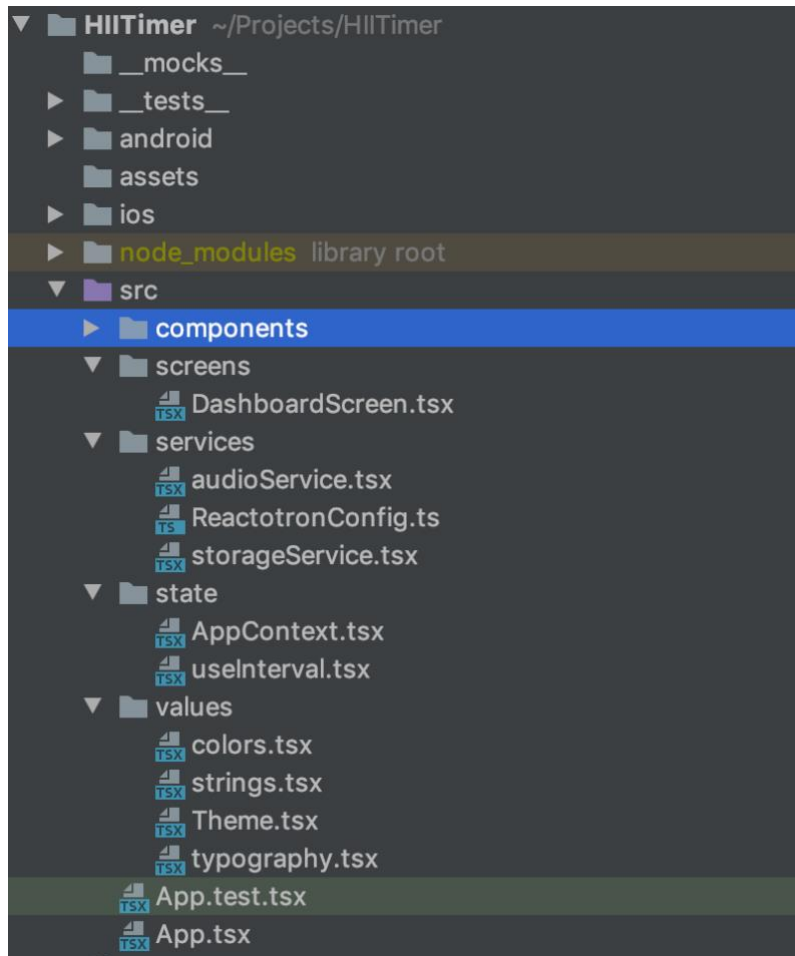 HIITimer ~/Projects/HIITimer
__mocks__
__tests__
android
assets
ios
node_modules library root
src
components
screens
TSX DashboardScreen.tsx
services
TSX audioService.tsx
TS ReactotronConfig.ts
TSX storageService.tsx
state
TSX AppContext.tsx
TSX useInterval.tsx
values
TSX colors.tsx
TSX strings.tsx
TSX Theme.tsx
TSX typography.tsx
TSX App.test.tsx
TSX App.tsx